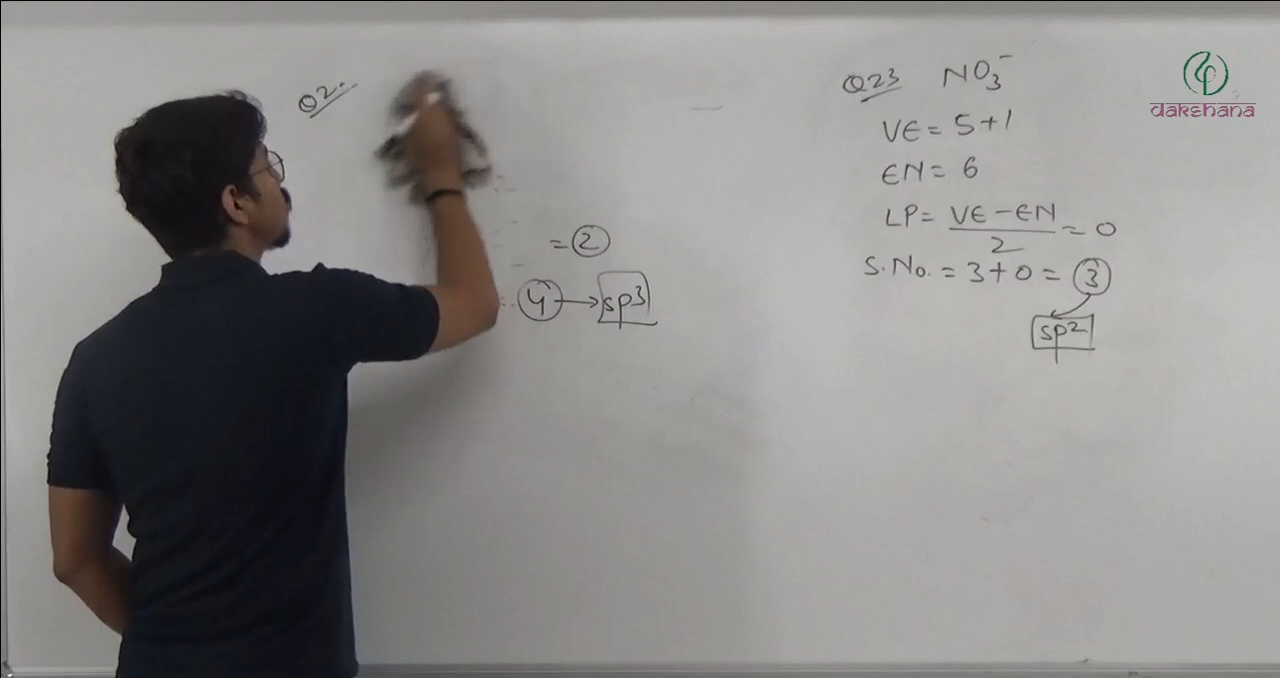 Q2.
= 2
4 → sp³
Q23 NO₃⁻
VE = 5+1
EN = 6
LP = VE-EN/2 = 0
S.No. = 3+0 = 3
sp²
dakshana